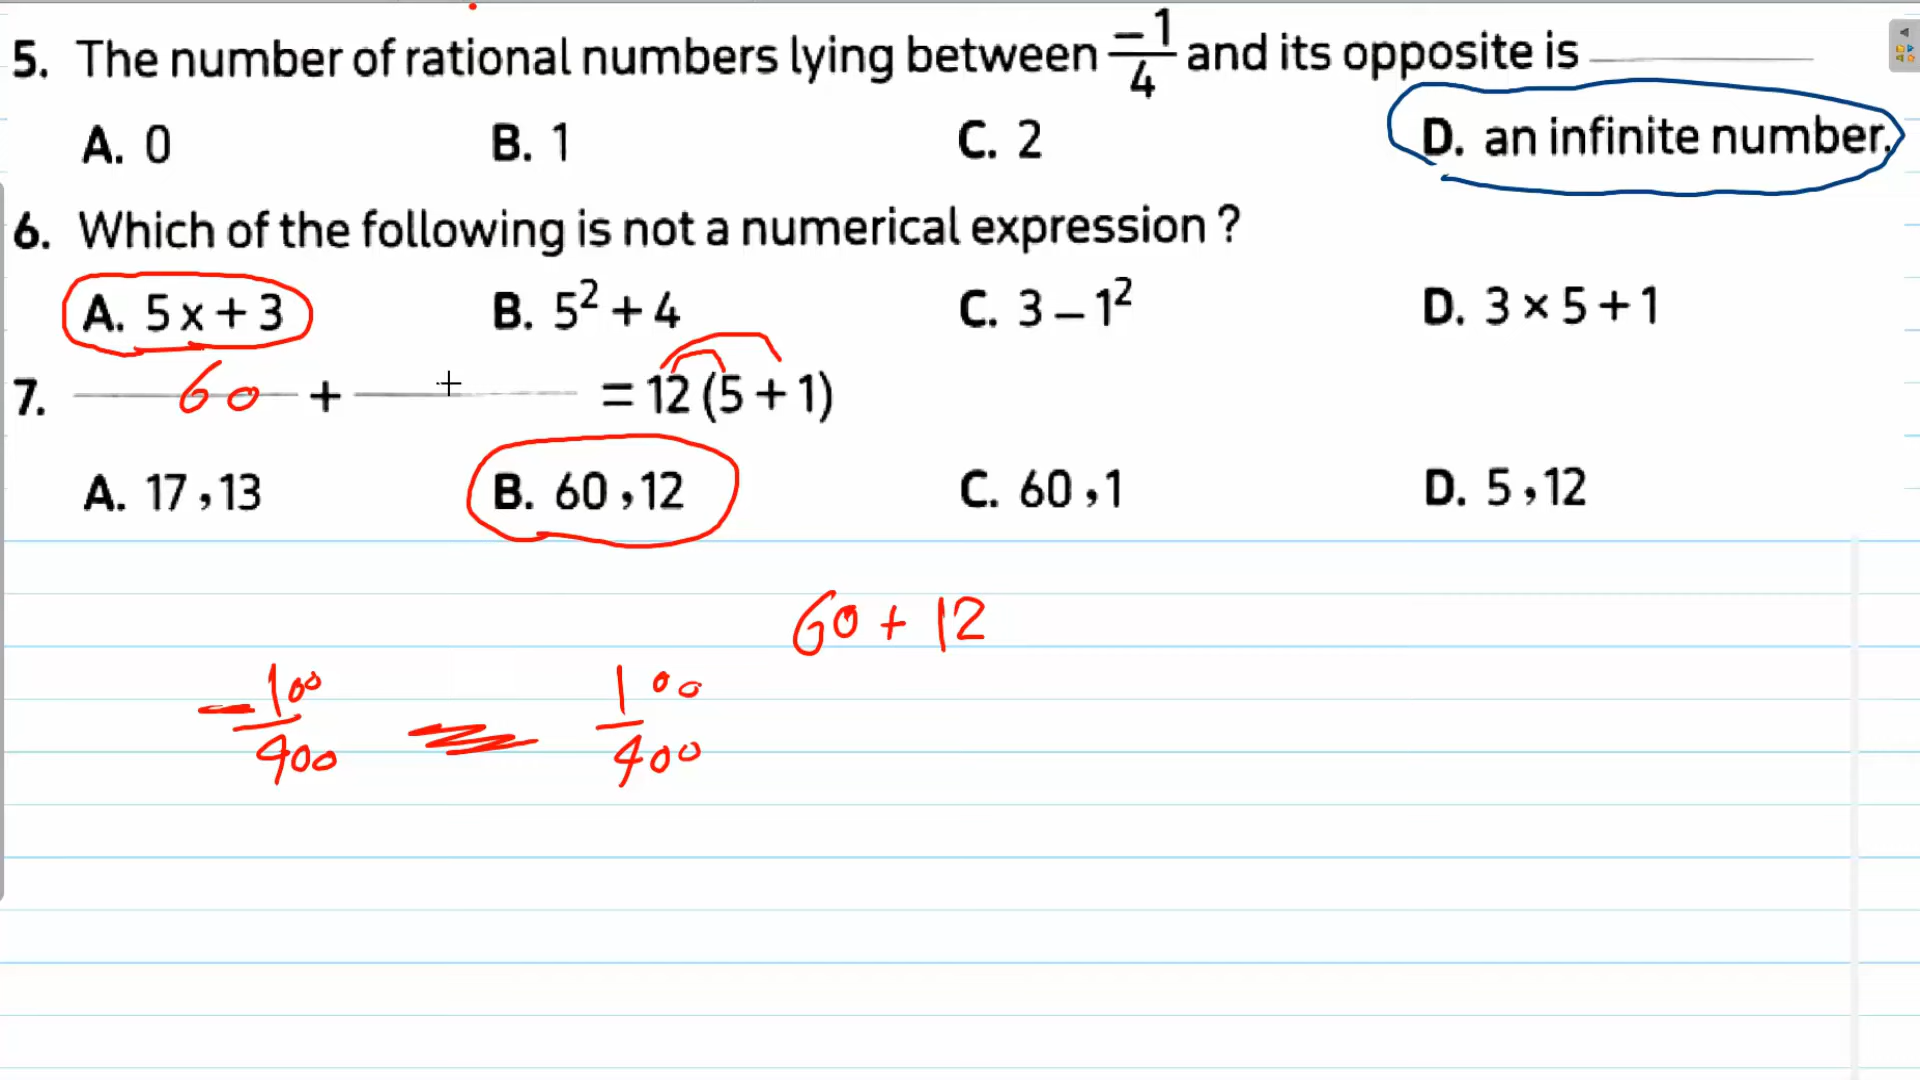 5. The number of rational numbers lying between -1/4 and its opposite is
A. 0 B. 1 C. 2 D. an infinite number.
6. Which of the following is not a numerical expression ?
A. 5x + 3 B. 5² + 4 C. 3 – 1² D. 3 × 5 + 1
7. 60 + = 12 (5 + 1)
A. 17 , 13 B. 60 , 12 C. 60 , 1 D. 5 , 12
60 + 12
-100/400 100/400